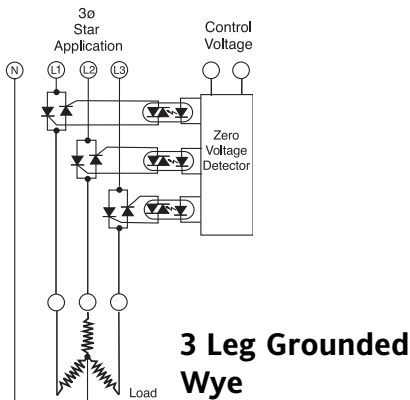 3ø
Star
Application
Control
Voltage
N L1 L2 L3
Zero
Voltage
Detector
Load
3 Leg Grounded
Wye